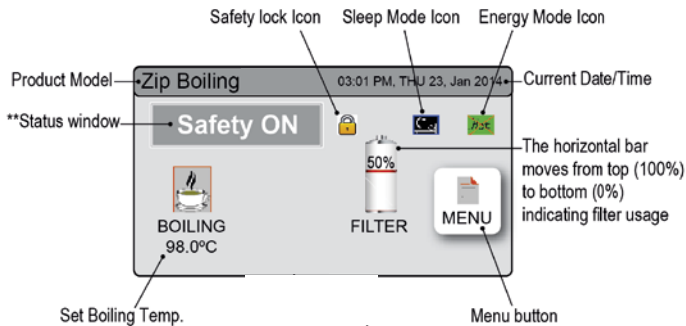 Safety lock Icon
Sleep Mode Icon
Energy Mode Icon
Product Model
Zip Boiling
03:01 PM, THU 23, Jan 2014
Current Date/Time
**Status window
Safety ON
The horizontal bar
moves from top (100%)
to bottom (0%)
indicating filter usage
50%
BOILING
98.0ºC
FILTER
MENU
Set Boiling Temp.
Menu button